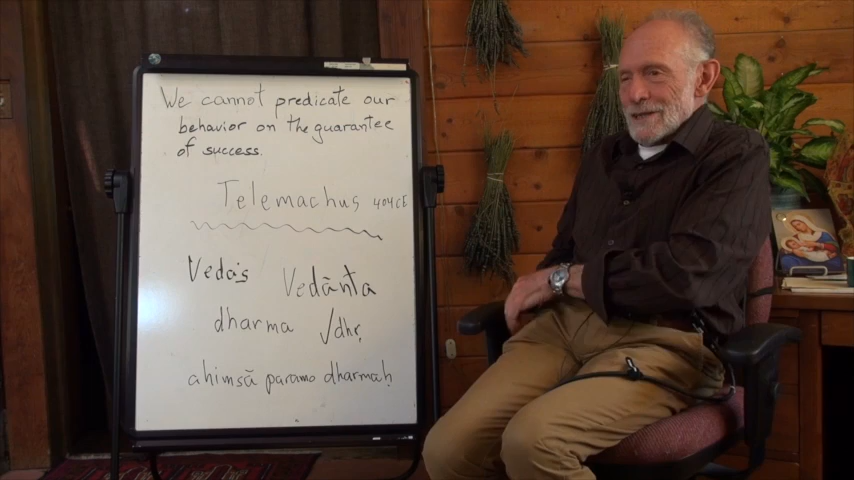 We cannot predicate our
behavior on the guarantee
of success.
Telemachus 404CE
Vedas Vedānta
dharma √dhṛ
ahimsā paramo dharmaḥ